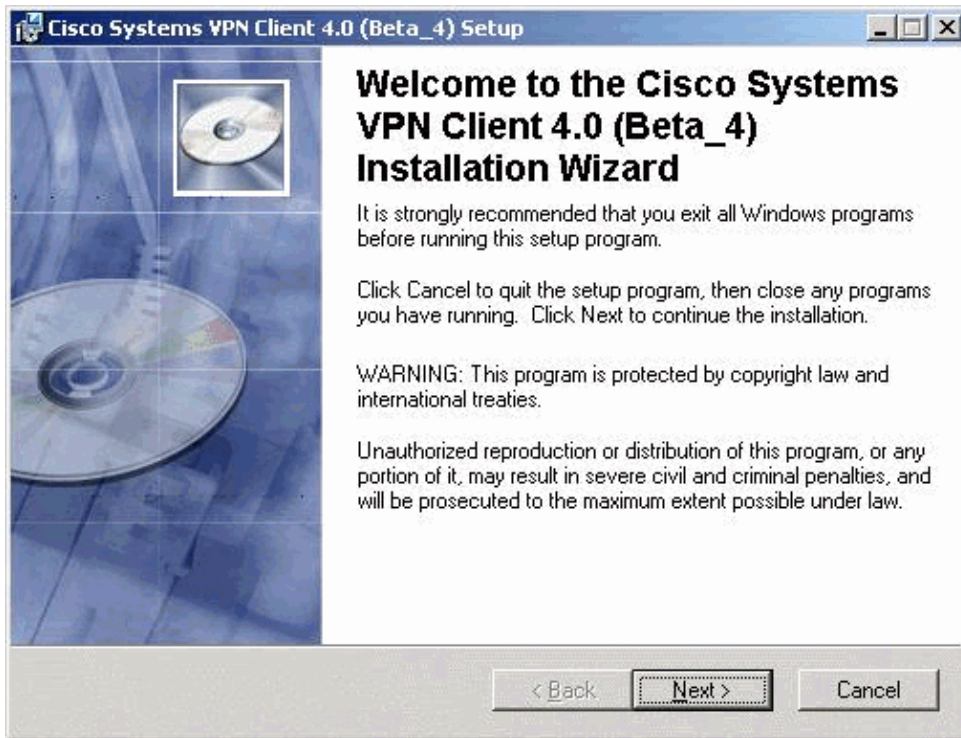 Cisco Systems VPN Client 4.0 (Beta_4) Setup
Welcome to the Cisco Systems
VPN Client 4.0 (Beta_4)
Installation Wizard
It is strongly recommended that you exit all Windows programs
before running this setup program.
Click Cancel to quit the setup program, then close any programs
you have running. Click Next to continue the installation.
WARNING: This program is protected by copyright law and
international treaties.
Unauthorized reproduction or distribution of this program, or any
portion of it, may result in severe civil and criminal penalties, and
will be prosecuted to the maximum extent possible under law.
< Back Next > Cancel